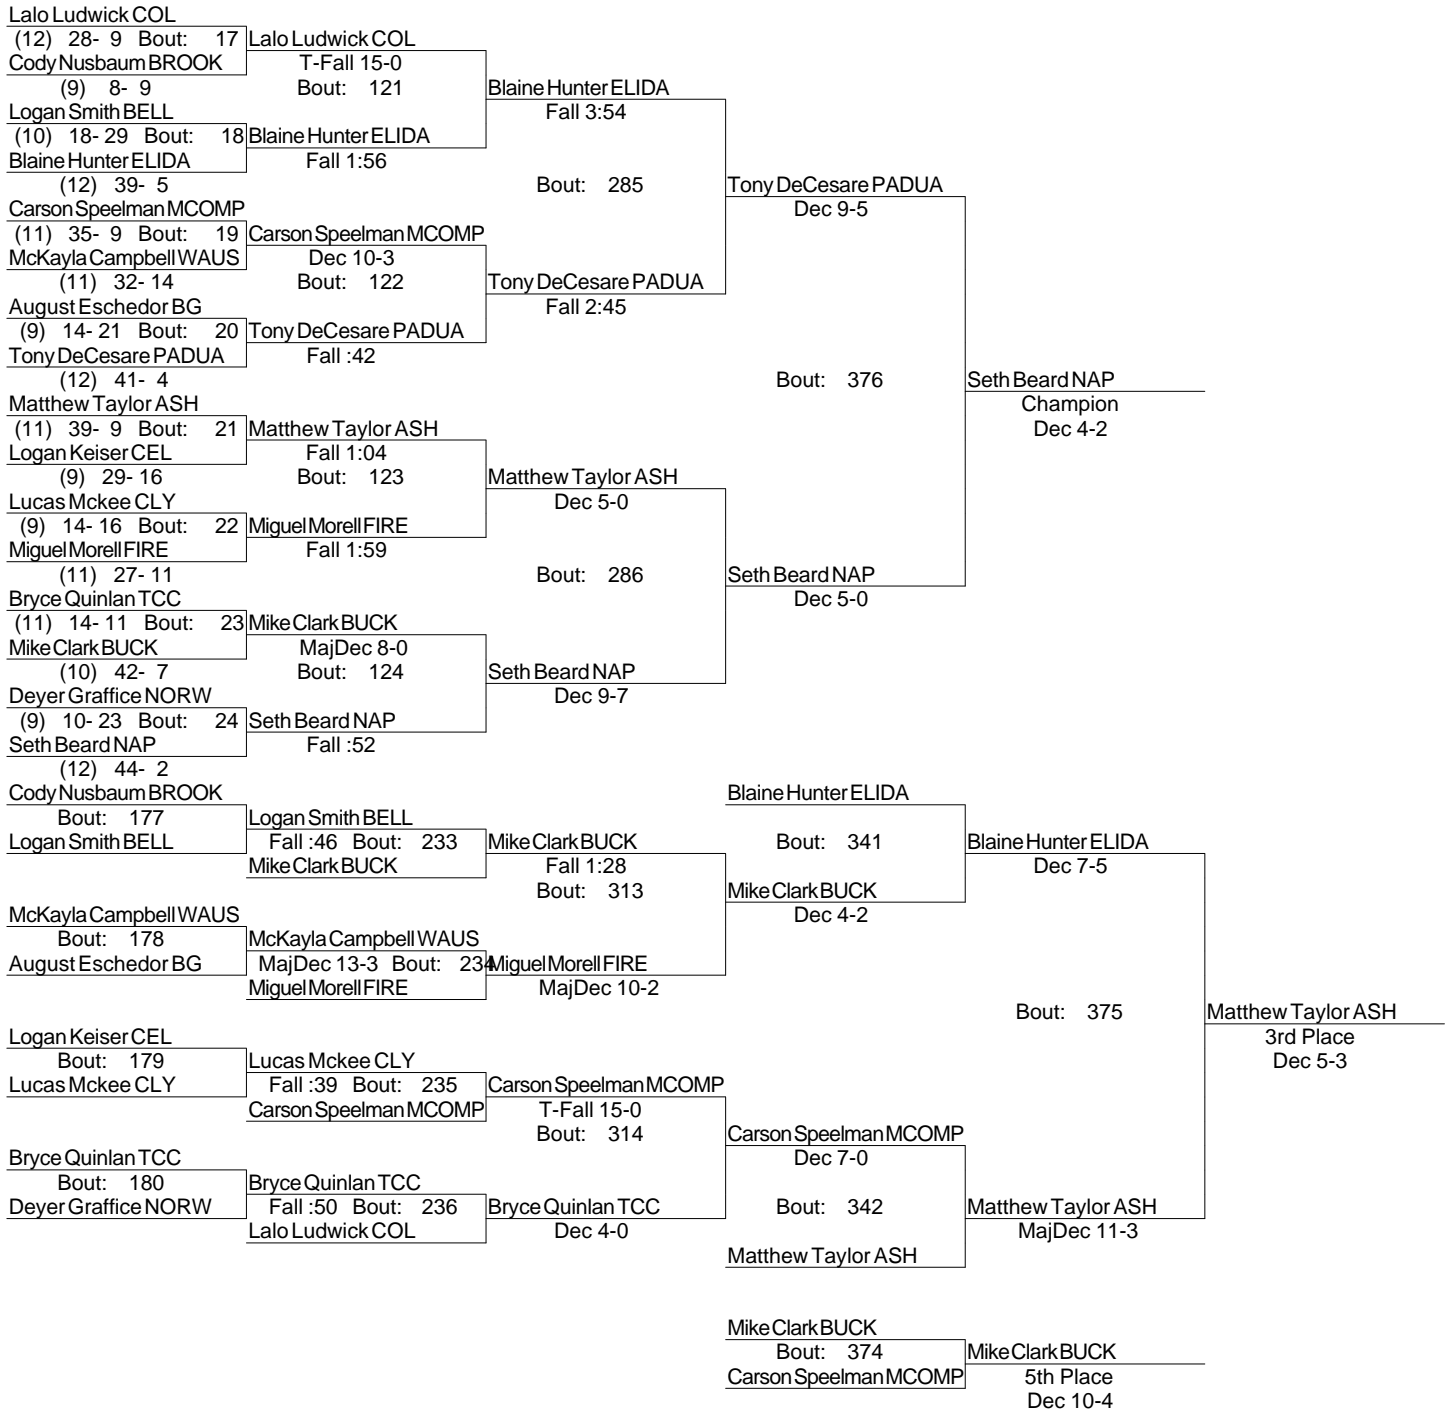 Lalo Ludwick COL
(12) 28- 9 Bout: 17 Lalo Ludwick COL
Cody Nusbaum BROOK T-Fall 15-0
(9) 8- 9 Bout: 121 Blaine Hunter ELIDA
Logan Smith BELL Fall 3:54
(10) 18- 29 Bout: 18 Blaine Hunter ELIDA
Blaine Hunter ELIDA Fall 1:56
(12) 39- 5 Bout: 285 Tony DeCesare PADUA
Carson Speelman MCOMP Dec 9-5
(11) 35- 9 Bout: 19 Carson Speelman MCOMP
McKayla Campbell WAUS Dec 10-3
(11) 32- 14 Bout: 122 Tony DeCesare PADUA
August Eschedor BG Fall 2:45
(9) 14- 21 Bout: 20 Tony DeCesare PADUA
Tony DeCesare PADUA Fall :42
(12) 41- 4 Bout: 376 Seth Beard NAP
Matthew Taylor ASH Champion
(11) 39- 9 Bout: 21 Matthew Taylor ASH Dec 4-2
Logan Keiser CEL Fall 1:04
(9) 29- 16 Bout: 123 Matthew Taylor ASH
Lucas Mckee CLY Dec 5-0
(9) 14- 16 Bout: 22 Miguel Morell FIRE
Miguel Morell FIRE Fall 1:59
(11) 27- 11 Bout: 286 Seth Beard NAP
Bryce Quinlan TCC Dec 5-0
(11) 14- 11 Bout: 23 Mike Clark BUCK
Mike Clark BUCK MajDec 8-0
(10) 42- 7 Bout: 124 Seth Beard NAP
Deyer Graffice NORW Dec 9-7
(9) 10- 23 Bout: 24 Seth Beard NAP
Seth Beard NAP Fall :52
(12) 44- 2
Cody Nusbaum BROOK Blaine Hunter ELIDA
Bout: 177 Logan Smith BELL
Logan Smith BELL Fall :46 Bout: 233 Mike Clark BUCK Bout: 341 Blaine Hunter ELIDA
Mike Clark BUCK Fall 1:28 Dec 7-5
Bout: 313 Mike Clark BUCK
McKayla Campbell WAUS Dec 4-2
Bout: 178 McKayla Campbell WAUS
August Eschedor BG MajDec 13-3 Bout: 234 Miguel Morell FIRE
Miguel Morell FIRE MajDec 10-2
Bout: 375 Matthew Taylor ASH
Logan Keiser CEL 3rd Place
Bout: 179 Lucas Mckee CLY Dec 5-3
Lucas Mckee CLY Fall :39 Bout: 235 Carson Speelman MCOMP
Carson Speelman MCOMP T-Fall 15-0
Bout: 314 Carson Speelman MCOMP
Bryce Quinlan TCC Dec 7-0
Bout: 180 Bryce Quinlan TCC
Deyer Graffice NORW Fall :50 Bout: 236 Bryce Quinlan TCC Bout: 342 Matthew Taylor ASH
Lalo Ludwick COL Dec 4-0 MajDec 11-3
Matthew Taylor ASH
Mike Clark BUCK
Bout: 374 Mike Clark BUCK
Carson Speelman MCOMP 5th Place
Dec 10-4